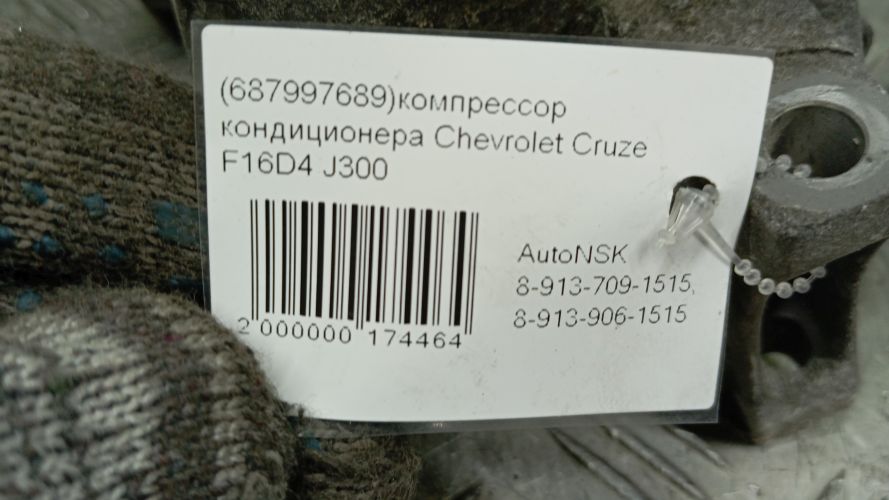 (687997689)компрессор
кондиционера Chevrolet Cruze
F16D4 J300
AutoNSK
8-913-709-1515,
8-913-906-1515
2 000000 174464